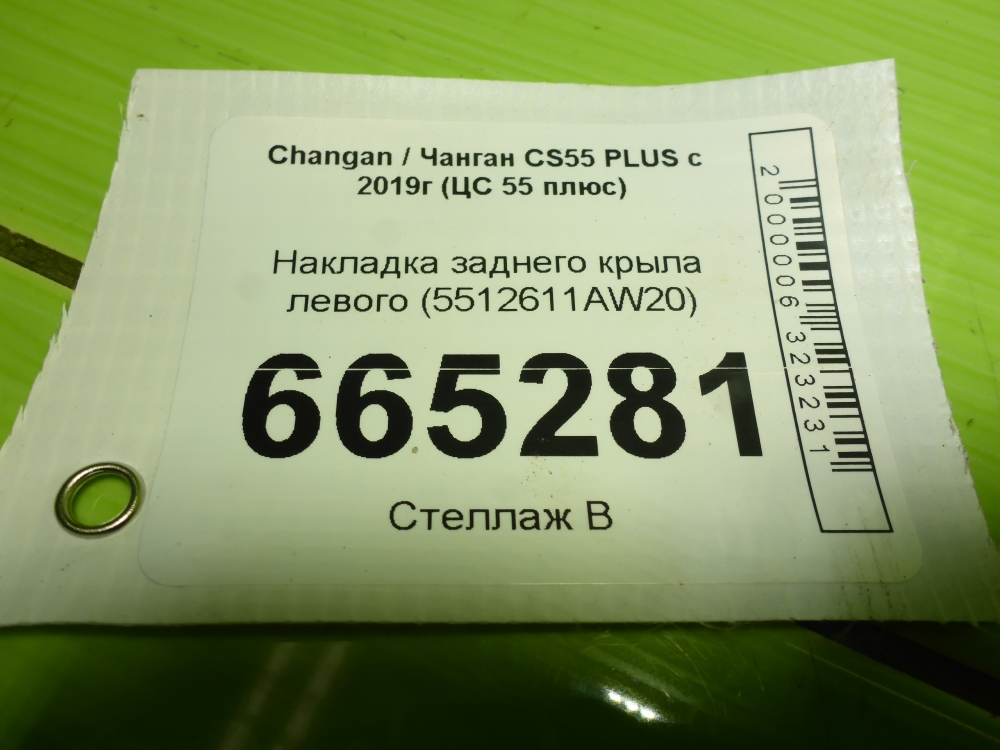 Changan / Чанган CS55 PLUS с
2019г (ЦС 55 плюс)
Накладка заднего крыла
левого (5512611AW20)
665281
Стеллаж В
2000006323231